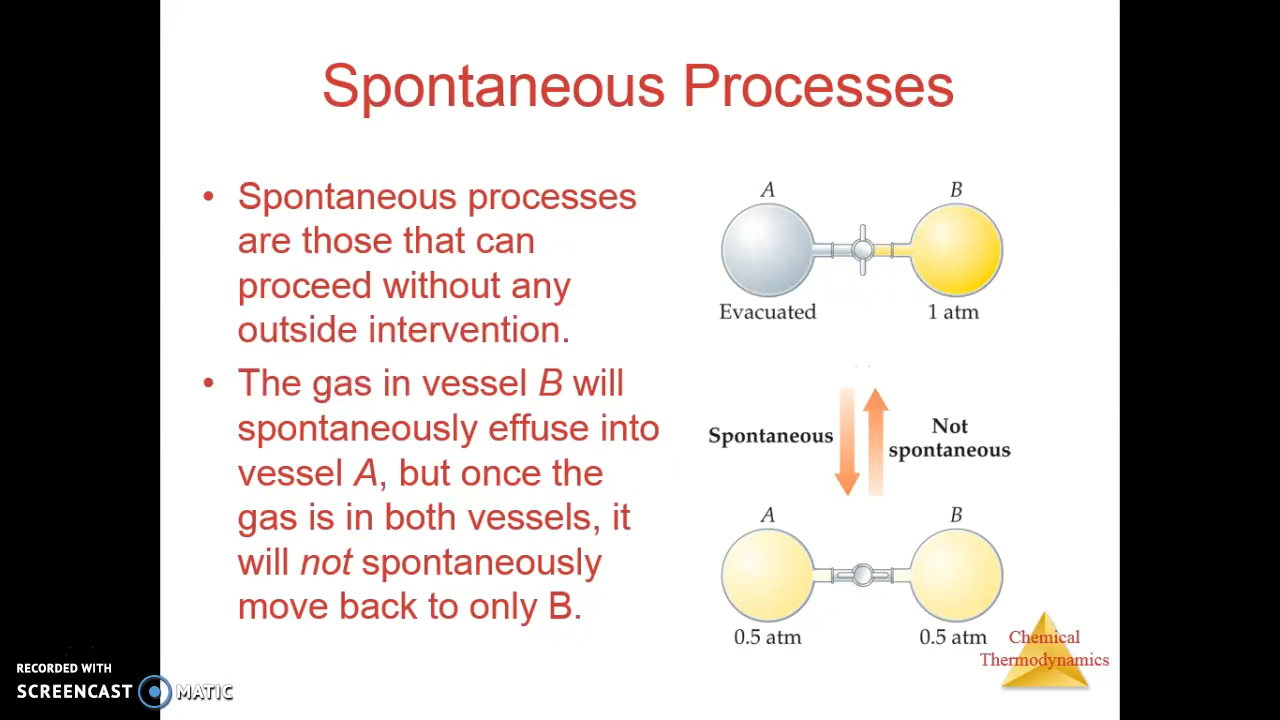 Spontaneous Processes
• Spontaneous processes
are those that can
proceed without any
outside intervention.
• The gas in vessel B will
spontaneously effuse into
vessel A, but once the
gas is in both vessels, it
will not spontaneously
move back to only B.
A B
Evacuated 1 atm
Spontaneous
Not
spontaneous
A B
0.5 atm 0.5 atm
Chemical
Thermodynamics
RECORDED WITH
SCREENCAST MATIC